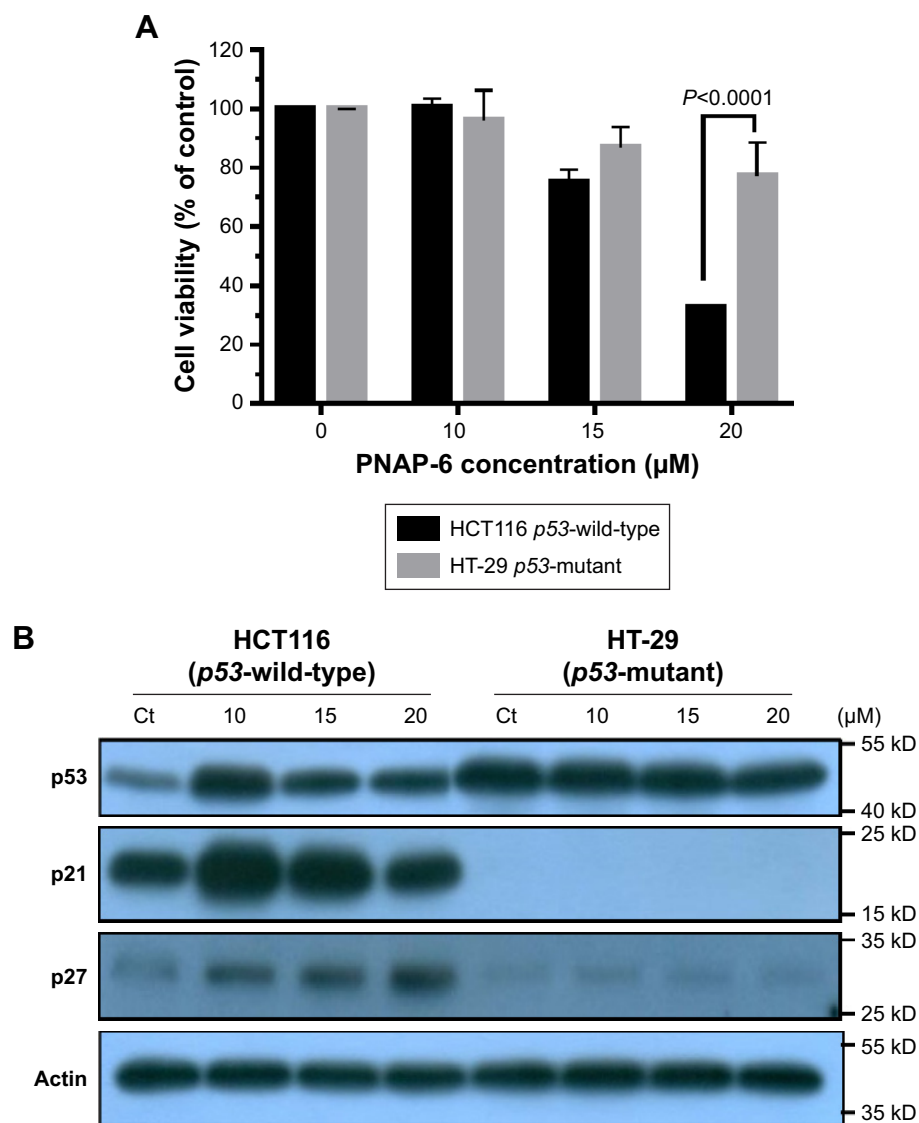 A
120
100
80
60
40
20
0
Cell viability (% of control)
P<0.0001
0 10 15 20
PNAP-6 concentration (µM)
HCT116 p53-wild-type
HT-29 p53-mutant
B
HCT116 HT-29
(p53-wild-type) (p53-mutant)
Ct 10 15 20 Ct 10 15 20 (µM)
55 kD
p53
40 kD
25 kD
p21
15 kD
35 kD
p27
25 kD
55 kD
Actin
35 kD